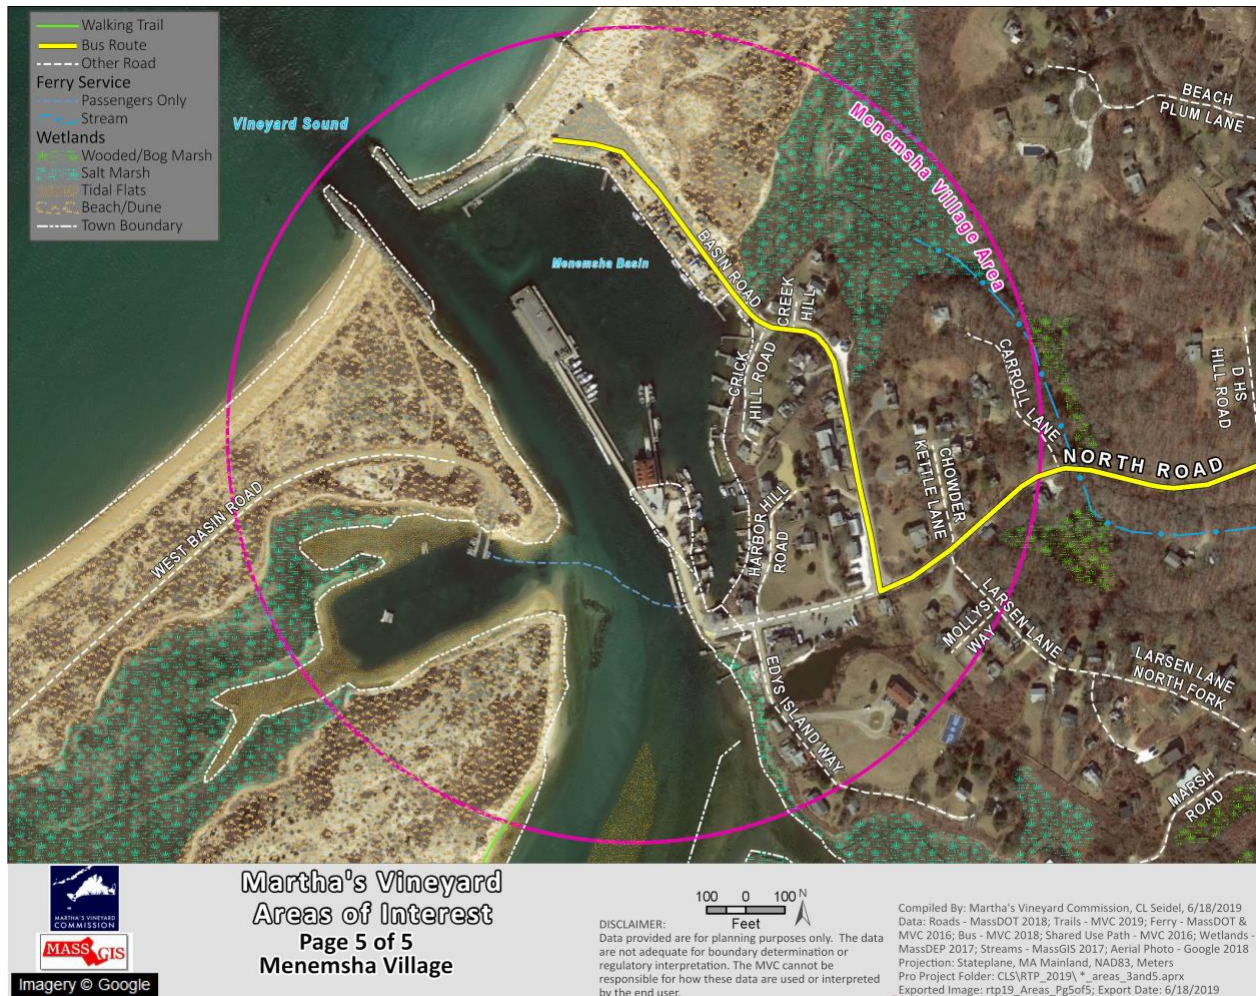 Walking Trail
Bus Route
Other Road
Ferry Service
Passengers Only
Stream
Wetlands
Wooded/Bog Marsh
Salt Marsh
Tidal Flats
Beach/Dune
Town Boundary
Vineyard Sound
Menemsha Basin
Menemsha Village Area
BEACH
PLUM LANE
BASIN ROAD
CREEK
HILL
CRICK
HILL ROAD
CARROLL LANE
D HS
HILL ROAD
NORTH ROAD
CHOWDER
KETTLE LANE
WEST BASIN ROAD
HARBOR HILL
ROAD
LARSEN LANE
MOLLYS
WAY
LARSEN LANE
NORTH FORK
EDYS ISLAND WAY
MARSH
ROAD
MARTHA'S VINEYARD
COMMISSION
MASS GIS
Imagery © Google
Martha's Vineyard
Areas of Interest
Page 5 of 5
Menemsha Village
100 0 100 N
Feet
DISCLAIMER:
Data provided are for planning purposes only. The data
are not adequate for boundary determination or
regulatory interpretation. The MVC cannot be
responsible for how these data are used or interpreted
by the end user.
Compiled By: Martha's Vineyard Commission, CL Seidel, 6/18/2019
Data: Roads - MassDOT 2018; Trails - MVC 2019; Ferry - MassDOT &
MVC 2016; Bus - MVC 2018; Shared Use Path - MVC 2016; Wetlands -
MassDEP 2017; Streams - MassGIS 2017; Aerial Photo - Google 2018
Projection: Stateplane, MA Mainland, NAD83, Meters
Pro Project Folder: CLS\RTP_2019\ *_areas_3and5.aprx
Exported Image: rtp19_Areas_Pg5of5; Export Date: 6/18/2019